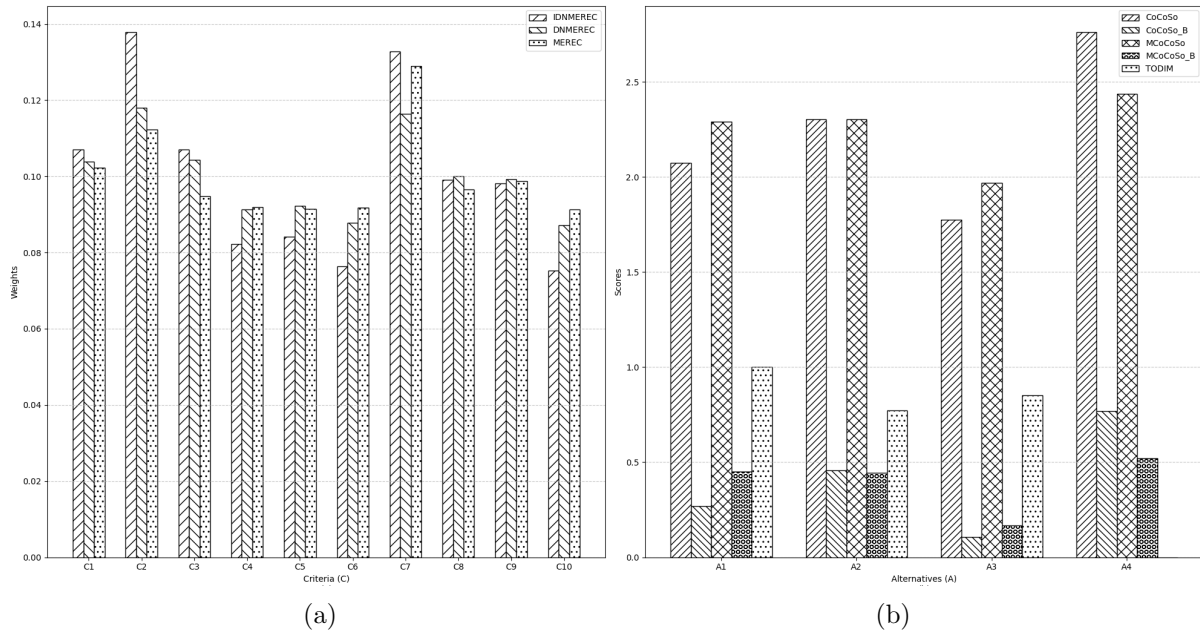 0.14
0.12
0.10
0.08
0.06
0.04
0.02
0.00
Weights
IDNMEREC
DNMEREC
MEREC
C1 C2 C3 C4 C5 C6 C7 C8 C9 C10
Criteria (C)
(a)
2.5
2.0
1.5
1.0
0.5
0.0
Scores
CoCoSo
CoCoSo_B
MCoCoSo
MCoCoSo_B
TODIM
A1 A2 A3 A4
Alternatives (A)
(b)